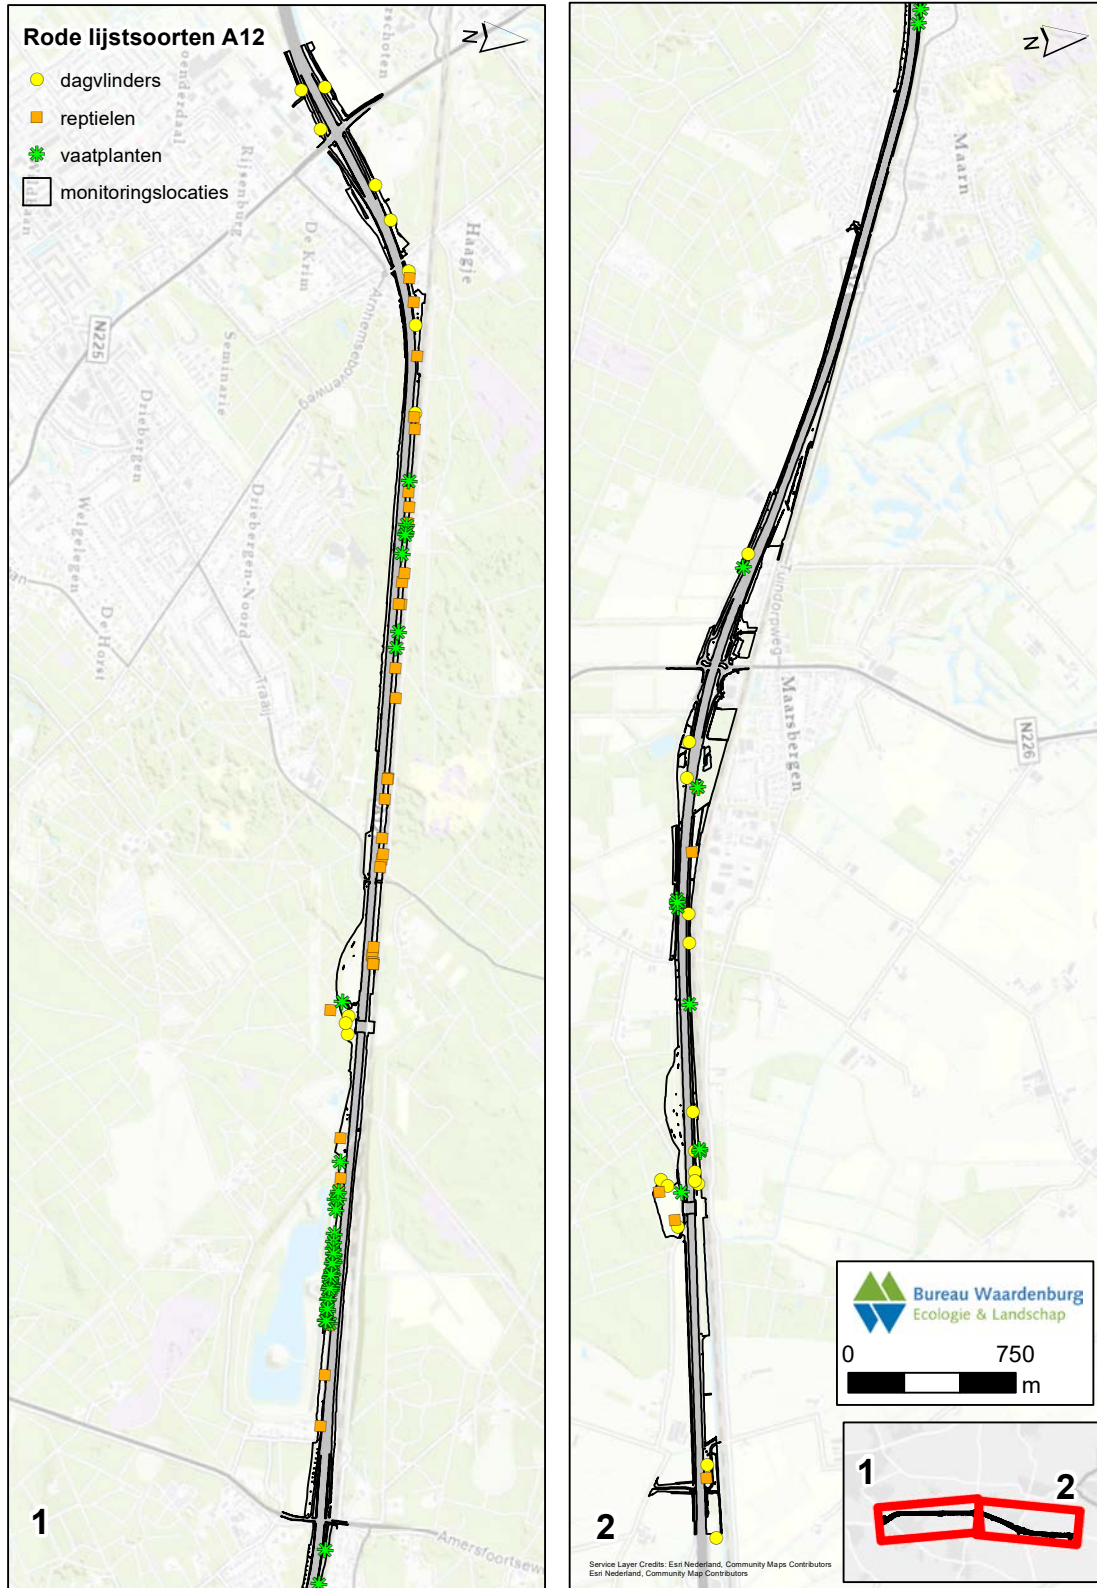 Rode lijstsoorten A12
dagvlinders
reptielen
vaatplanten
monitoringslocaties
N
Rijsenburg
De Krim
Haagje
Arnhemsebovenweg
N225
Seminarie
Driebergen
Driebergen-Noord
Welgelegen
De Horst
Traaij
Amersfoortsew
1
N
Maarn
Tuindorpweg
Maarsbergen
N226
Bureau Waardenburg
Ecologie & Landschap
0 750
m
1
2
2
Service Layer Credits: Esri Nederland, Community Maps Contributors
Esri Nederland, Community Map Contributors